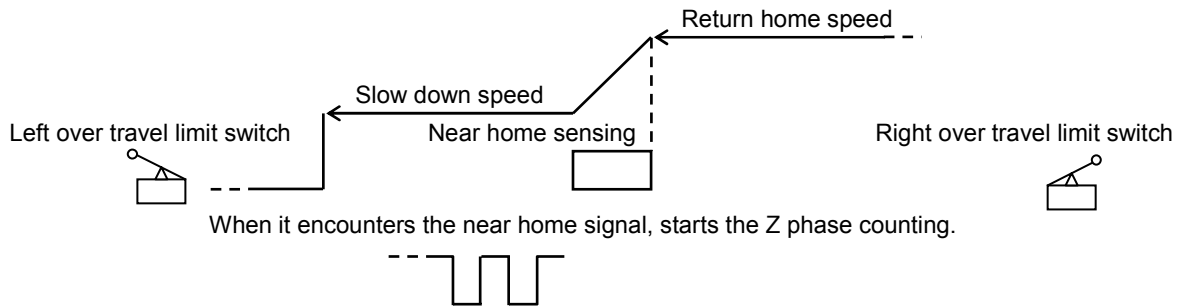 Return home speed
Slow down speed
Left over travel limit switch
Near home sensing
Right over travel limit switch
When it encounters the near home signal, starts the Z phase counting.